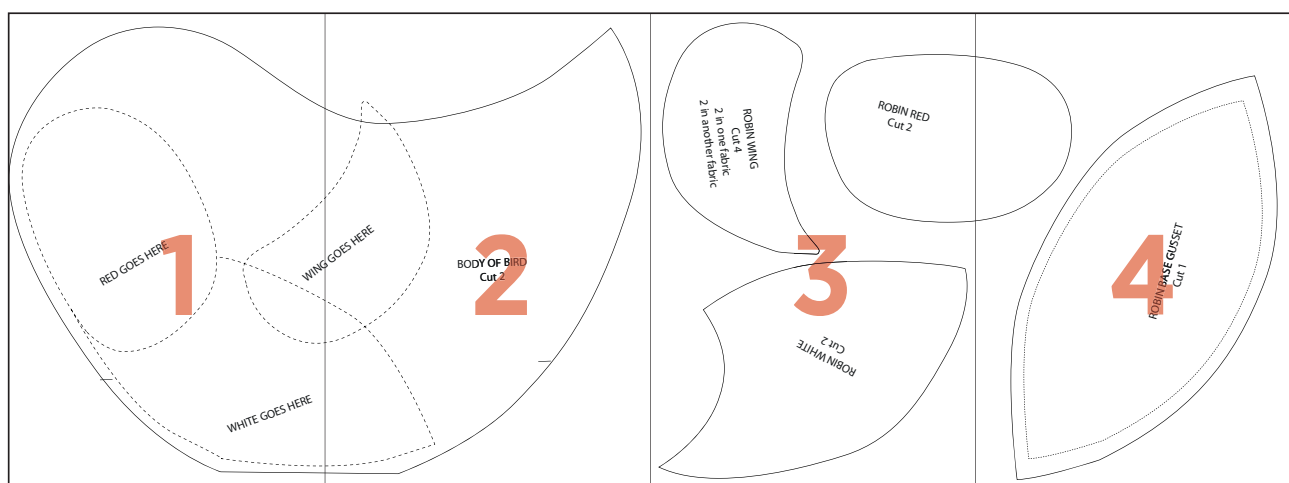 RED GOES HERE
1
WING GOES HERE
WHITE GOES HERE
BODY OF BIRD
Cut 2
2
ROBIN WING
Cut 4
2 in one fabric
2 in another fabric
ROBIN RED
Cut 2
3
ROBIN WHITE
Cut 2
4
ROBIN BASE GUSSET
Cut 1